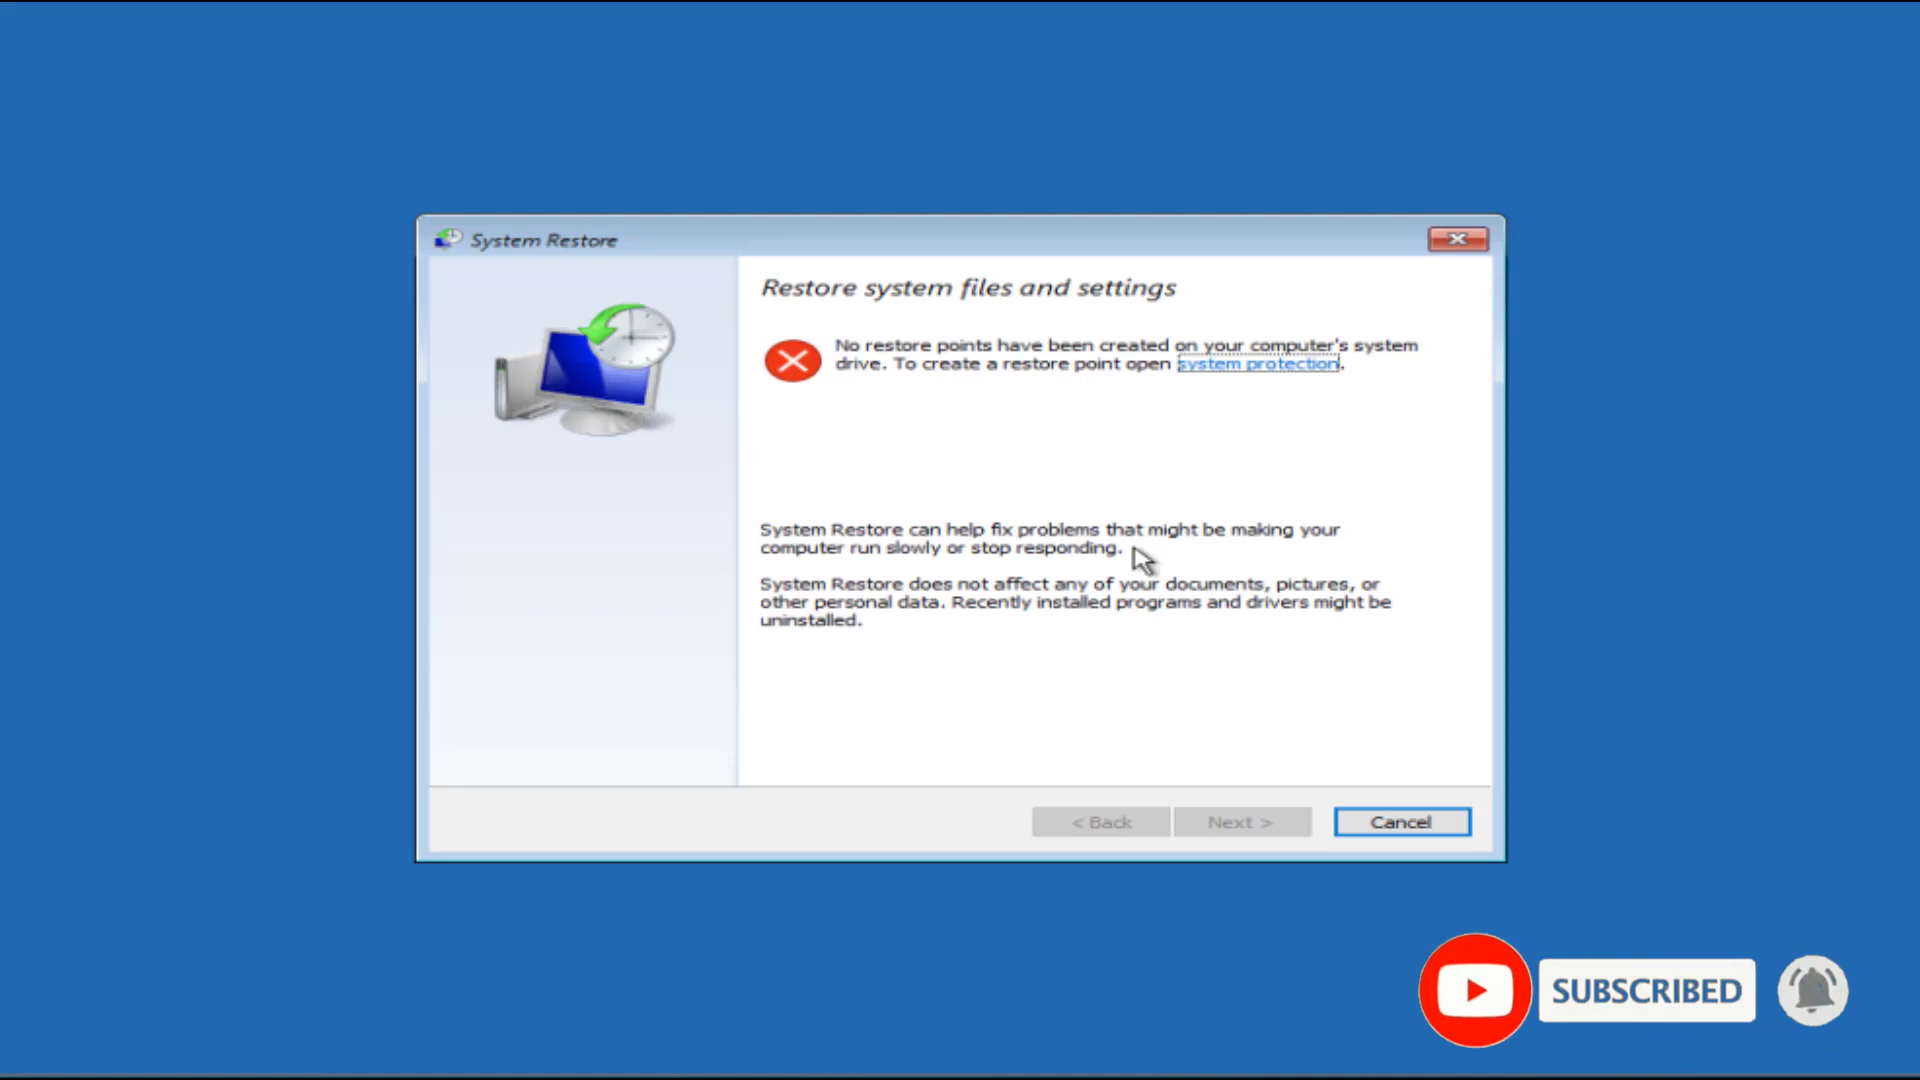 System Restore
Restore system files and settings
No restore points have been created on your computer's system
drive. To create a restore point open system protection.
System Restore can help fix problems that might be making your
computer run slowly or stop responding.
System Restore does not affect any of your documents, pictures, or
other personal data. Recently installed programs and drivers might be
uninstalled.
< Back
Next >
Cancel
SUBSCRIBED